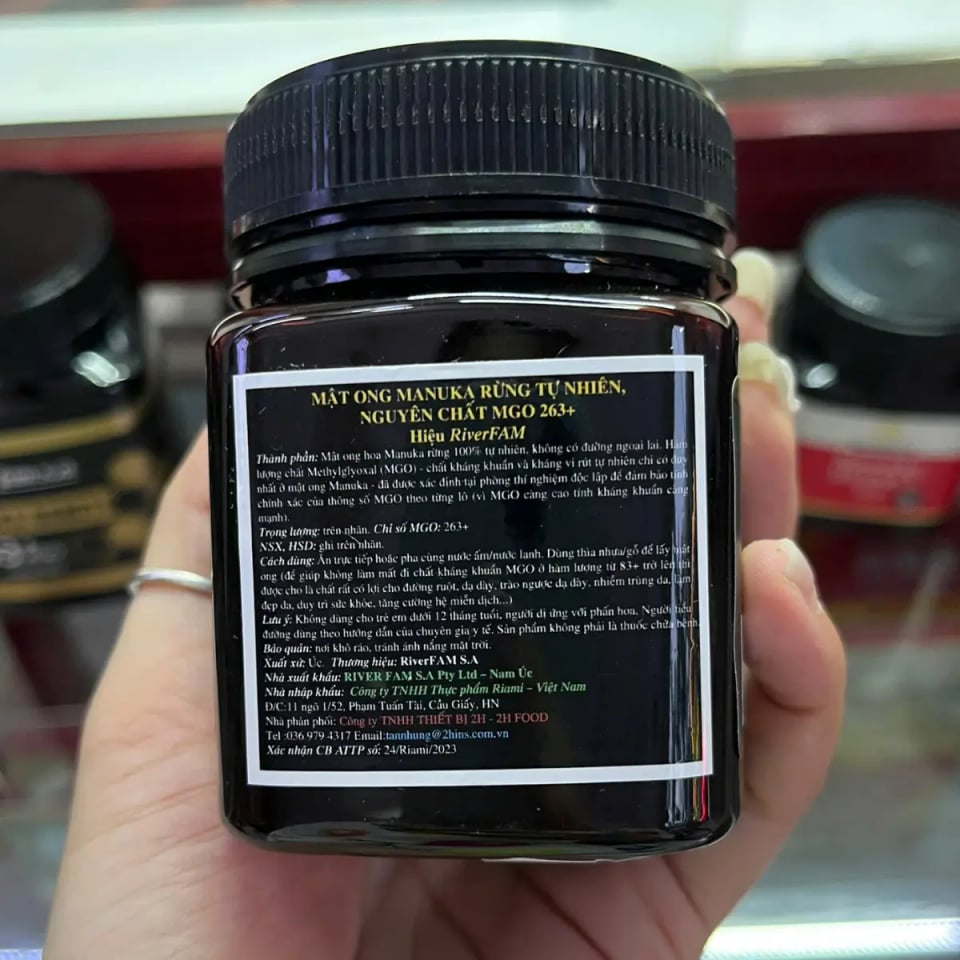 MẬT ONG MANUKA RỪNG TỰ NHIÊN,
NGUYÊN CHẤT MGO 263+
Hiệu RiverFAM
Thành phần: Mật ong hoa Manuka rừng 100% tự nhiên, không có đường ngoại lai. Hàm
lượng chất Methylglyoxal (MGO) - chất kháng khuẩn và kháng vi rút tự nhiên chỉ có duy
nhất ở mật ong Manuka - đã được xác định tại phòng thí nghiệm độc lập để đảm bảo tính
chính xác của thông số MGO theo từng lô (vì MGO càng cao tính kháng khuẩn càng
mạnh).
Trọng lượng: trên nhãn. Chỉ số MGO: 263+
NSX, HSD: ghi trên nhãn.
Cách dùng: Ăn trực tiếp hoặc pha cùng nước ấm/nước lạnh. Dùng thìa nhựa/gỗ để lấy mật
ong (để giúp không làm mất đi chất kháng khuẩn MGO ở hàm lượng từ 83+ trở lên thì
được cho là chất rất có lợi cho đường ruột, dạ dày, trào ngược dạ dày, nhiễm trùng da, làm
đẹp da, duy trì sức khỏe, tăng cường hệ miễn dịch...)
Lưu ý: Không dùng cho trẻ em dưới 12 tháng tuổi, người dị ứng với phấn hoa. Người tiểu
đường dùng theo hướng dẫn của chuyên gia y tế. Sản phẩm không phải là thuốc chữa bệnh.
Bảo quản: nơi khô ráo, tránh ánh nắng mặt trời.
Xuất xứ: Úc. Thương hiệu: RiverFAM S.A
Nhà xuất khẩu: RIVER FAM S.A Pty Ltd – Nam Úc
Nhà nhập khẩu: Công ty TNHH Thực phẩm Riami – Việt Nam
Đ/C:11 ngõ 1/52, Phạm Tuấn Tài, Cầu Giấy, HN
Nhà phân phối: Công ty TNHH THIẾT BỊ 2H - 2H FOOD
Tel :036 979 4317 Email:tannhung@2hins.com.vn
Xác nhận CB ATTP số: 24/Riami/2023